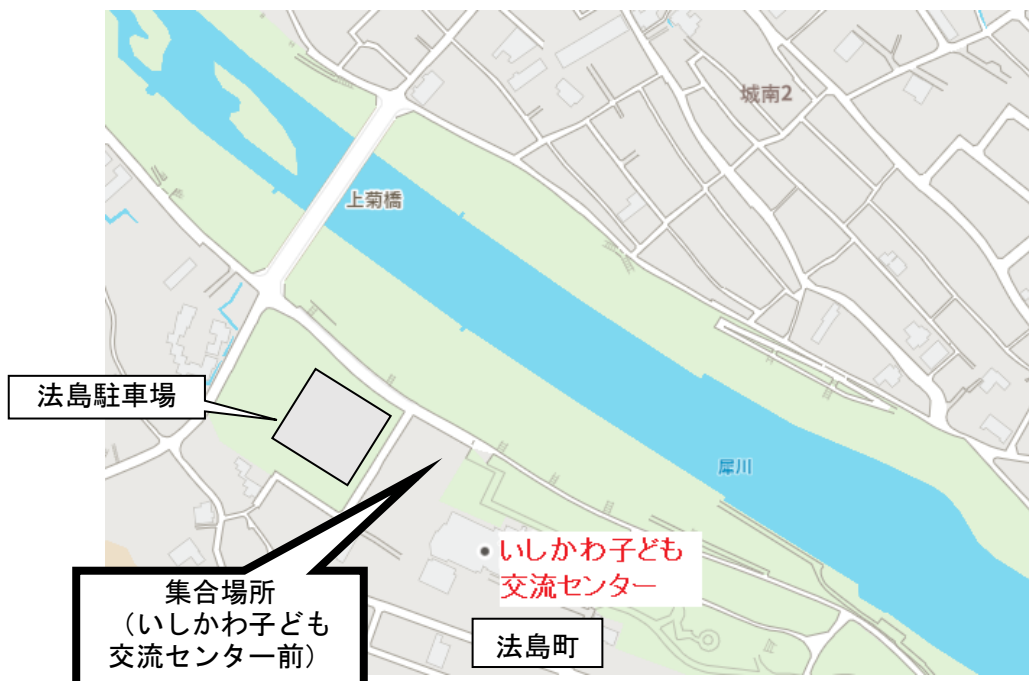 城南2
上菊橋
法島駐車場
犀川
いしかわ子ども
交流センター
集合場所
（いしかわ子ども
交流センター前）
法島町